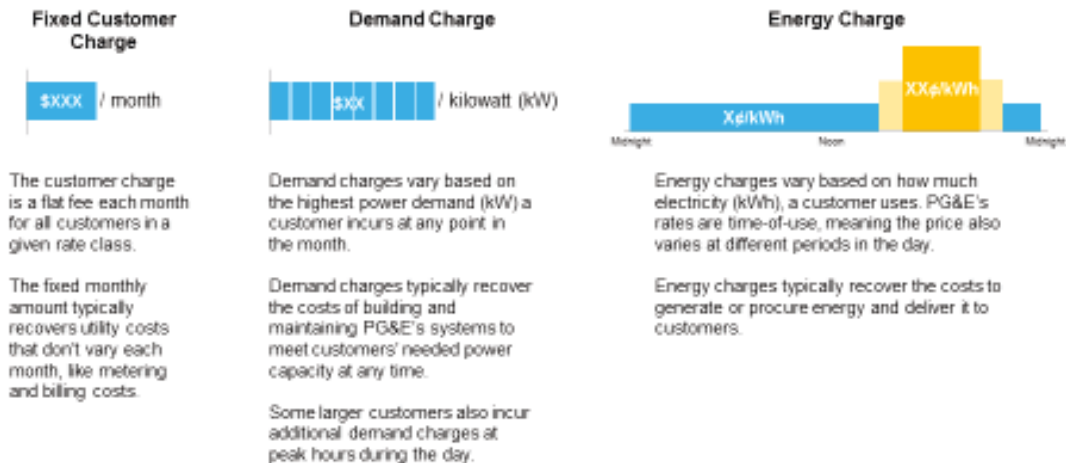 Fixed Customer
Charge
$XXX / month
The customer charge
is a flat fee each month
for all customers in a
given rate class.
The fixed monthly
amount typically
recovers utility costs
that don't vary each
month, like metering
and billing costs.
Demand Charge
$XX / kilowatt (kW)
Demand charges vary based on
the highest power demand (kW) a
customer incurs at any point in
the month.
Demand charges typically recover
the costs of building and
maintaining PG&E's systems to
meet customers' needed power
capacity at any time.
Some larger customers also incur
additional demand charges at
peak hours during the day.
Energy Charge
XX¢/kWh
X¢/kWh
Midnight Noon Midnight
Energy charges vary based on how much
electricity (kWh), a customer uses. PG&E's
rates are time-of-use, meaning the price also
varies at different periods in the day.
Energy charges typically recover the costs to
generate or procure energy and deliver it to
customers.